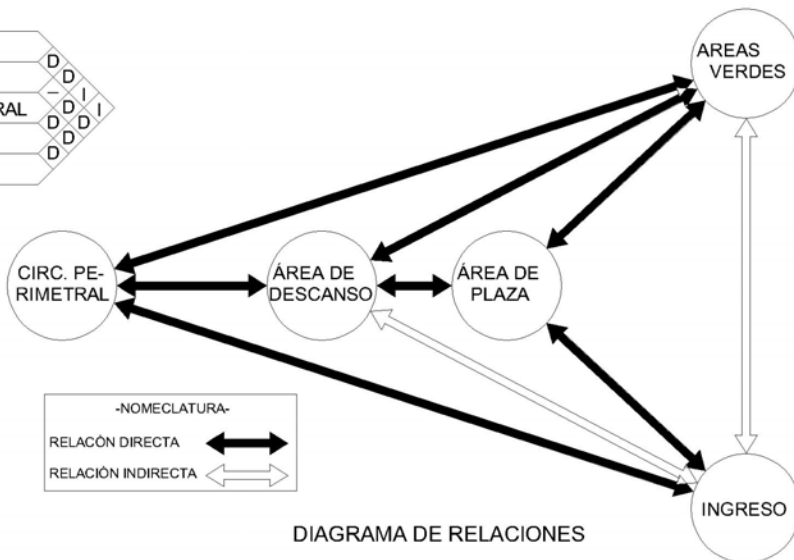 AREAS
VERDES
D
D
I I
RAL D I
D D
D
D
CIRC. PE-
RIMETRAL
ÁREA DE
DESCANSO
ÁREA DE
PLAZA
-NOMECLATURA-
RELACÓN DIRECTA
RELACIÓN INDIRECTA
INGRESO
DIAGRAMA DE RELACIONES